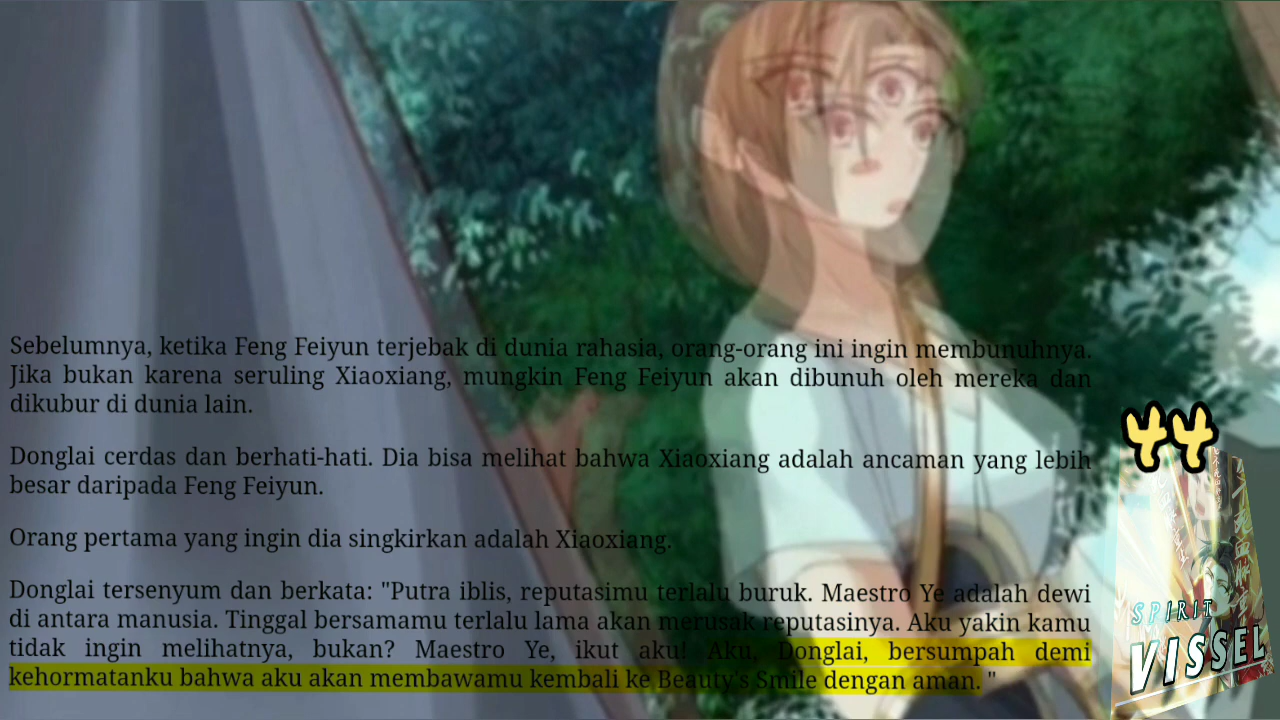 Sebelumnya, ketika Feng Feiyun terjebak di dunia rahasia, orang-orang ini ingin membunuhnya.
Jika bukan karena seruling Xiaoxiang, mungkin Feng Feiyun akan dibunuh oleh mereka dan
dikubur di dunia lain.
Donglai cerdas dan berhati-hati. Dia bisa melihat bahwa Xiaoxiang adalah ancaman yang lebih
besar daripada Feng Feiyun.
Orang pertama yang ingin dia singkirkan adalah Xiaoxiang.
Donglai tersenyum dan berkata: "Putra iblis, reputasimu terlalu buruk. Maestro Ye adalah dewi
di antara manusia. Tinggal bersamamu terlalu lama akan merusak reputasinya. Aku yakin kamu
tidak ingin melihatnya, bukan? Maestro Ye, ikut aku! Aku, Donglai, bersumpah demi
kehormatanku bahwa aku akan membawamu kembali ke Beauty's Smile dengan aman. "
44
SPIRIT
VISSEL